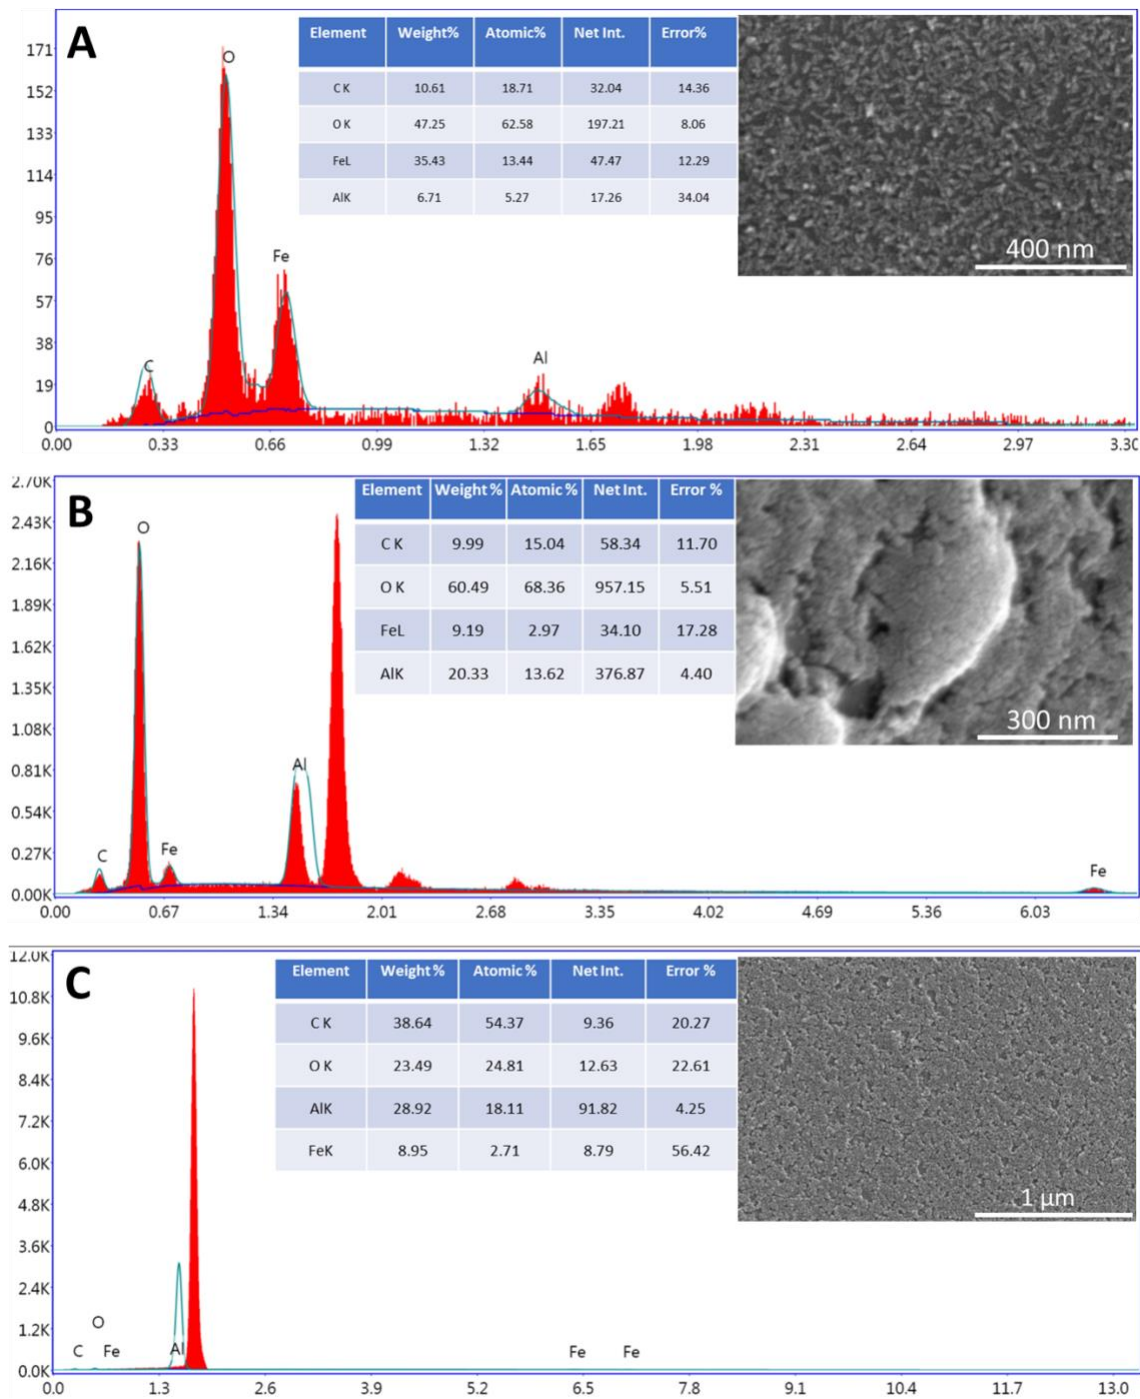 A
Element Weight% Atomic% Net Int. Error%
C K 10.61 18.71 32.04 14.36
O K 47.25 62.58 197.21 8.06
FeL 35.43 13.44 47.47 12.29
AlK 6.71 5.27 17.26 34.04
400 nm
171
152
133
114
95
76
57
38
19
0
C
O
Fe
Al
0.00 0.33 0.66 0.99 1.32 1.65 1.98 2.31 2.64 2.97 3.30
B
Element Weight % Atomic % Net Int. Error %
C K 9.99 15.04 58.34 11.70
O K 60.49 68.36 957.15 5.51
FeL 9.19 2.97 34.10 17.28
AlK 20.33 13.62 376.87 4.40
300 nm
2.70K
2.43K
2.16K
1.89K
1.62K
1.35K
1.08K
0.81K
0.54K
0.27K
0.00K
C
O
Fe
Al
Fe
0.00 0.67 1.34 2.01 2.68 3.35 4.02 4.69 5.36 6.03
C
Element Weight % Atomic % Net Int. Error %
C K 38.64 54.37 9.36 20.27
O K 23.49 24.81 12.63 22.61
AlK 28.92 18.11 91.82 4.25
FeK 8.95 2.71 8.79 56.42
1 µm
12.0K
10.8K
9.6K
8.4K
7.2K
6.0K
4.8K
3.6K
2.4K
1.2K
0.0K
C
O
Fe
Al
Fe
Fe
0.0 1.3 2.6 3.9 5.2 6.5 7.8 9.1 10.4 11.7 13.0